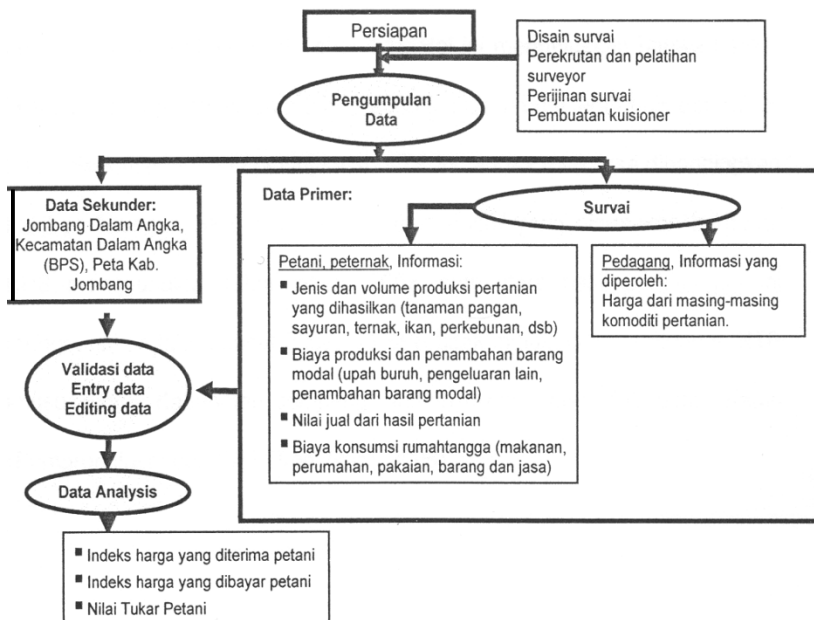 Persiapan
Disain survai
Perekrutan dan pelatihan
surveyor
Perijinan survai
Pembuatan kuisioner
Pengumpulan
Data
Data Sekunder:
Jombang Dalam Angka,
Kecamatan Dalam Angka
(BPS), Peta Kab.
Jombang
Data Primer:
Survai
Petani, peternak, Informasi:
▪ Jenis dan volume produksi pertanian
yang dihasilkan (tanaman pangan,
sayuran, ternak, ikan, perkebunan, dsb)
▪ Biaya produksi dan penambahan barang
modal (upah buruh, pengeluaran lain,
penambahan barang modal)
▪ Nilai jual dari hasil pertanian
▪ Biaya konsumsi rumahtangga (makanan,
perumahan, pakaian, barang dan jasa)
Pedagang, Informasi yang
diperoleh:
Harga dari masing-masing
komoditi pertanian.
Validasi data
Entry data
Editing data
Data Analysis
▪ Indeks harga yang diterima petani
▪ Indeks harga yang dibayar petani
▪ Nilai Tukar Petani